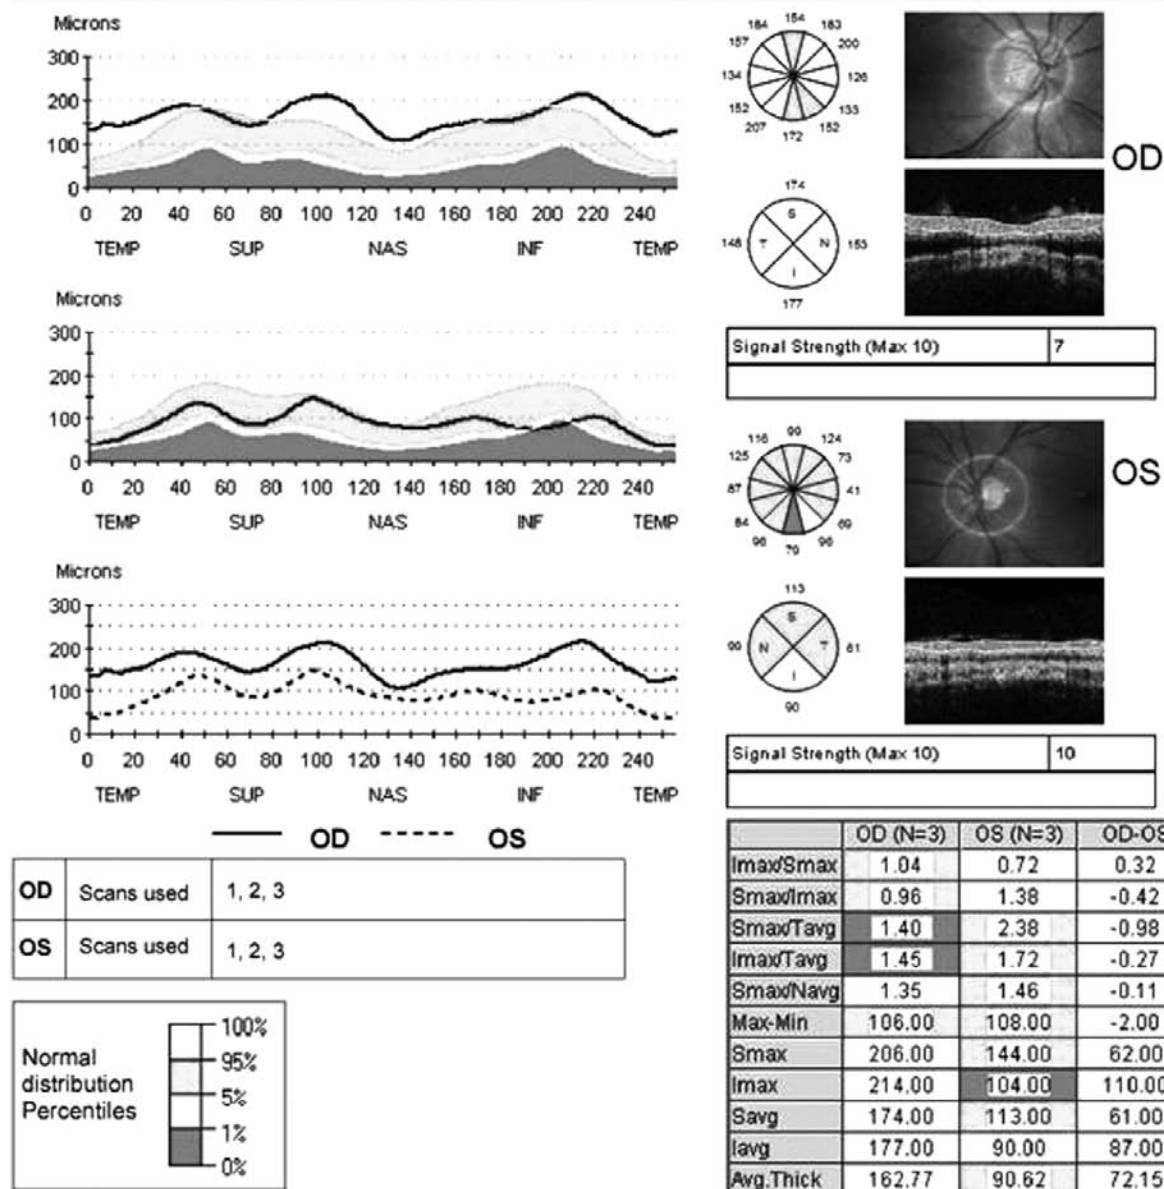 Microns
300
200
100
0
0 20 40 60 80 100 120 140 160 180 200 220 240
TEMP SUP NAS INF TEMP
Microns
300
200
100
0
0 20 40 60 80 100 120 140 160 180 200 220 240
TEMP SUP NAS INF TEMP
Microns
300
200
100
0
0 20 40 60 80 100 120 140 160 180 200 220 240
TEMP SUP NAS INF TEMP
OD OS
OD Scans used 1, 2, 3
OS Scans used 1, 2, 3
Normal
distribution
Percentiles
100%
95%
5%
1%
0%
184 154 183
157 200
134 126
152 133
207 172 152
OD
174
S
148 T N 153
I
177
Signal Strength (Max 10) 7
116 99 124
125 73
87 41
84 69
96 79 96
OS
113
S
N T 61
I
90
Signal Strength (Max 10) 10
OD (N=3) OS (N=3) OD-OS
Imax/Smax 1.04 0.72 0.32
Smax/Imax 0.96 1.38 -0.42
Smax/Tavg 1.40 2.38 -0.98
Imax/Tavg 1.45 1.72 -0.27
Smax/Navg 1.35 1.46 -0.11
Max-Min 106.00 108.00 -2.00
Smax 206.00 144.00 62.00
Imax 214.00 104.00 110.00
Savg 174.00 113.00 61.00
Iavg 177.00 90.00 87.00
Avg.Thick 162.77 90.62 72.15